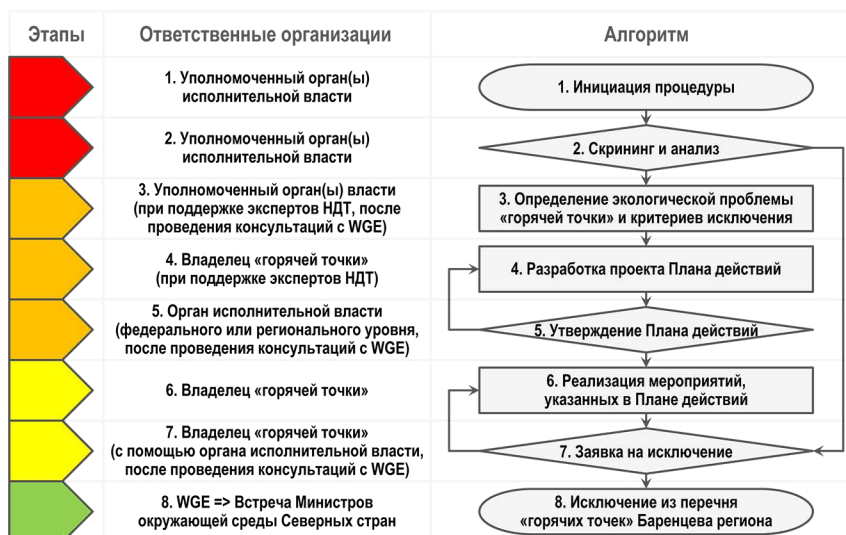 Этапы
Ответственные организации
Алгоритм
1. Уполномоченный орган(ы)
исполнительной власти
1. Инициация процедуры
2. Уполномоченный орган(ы)
исполнительной власти
2. Скрининг и анализ
3. Уполномоченный орган(ы) власти
(при поддержке экспертов НДТ, после
проведения консультаций с WGE)
3. Определение экологической проблемы
«горячей точки» и критериев исключения
4. Владелец «горячей точки»
(при поддержке экспертов НДТ)
4. Разработка проекта Плана действий
5. Орган исполнительной власти
(федерального или регионального уровня,
после проведения консультаций с WGE)
5. Утверждение Плана действий
6. Владелец «горячей точки»
6. Реализация мероприятий,
указанных в Плане действий
7. Владелец «горячей точки»
(с помощью органа исполнительной власти,
после проведения консультаций с WGE)
7. Заявка на исключение
8. WGE => Встреча Министров
окружающей среды Северных стран
8. Исключение из перечня
«горячих точек» Баренцева региона